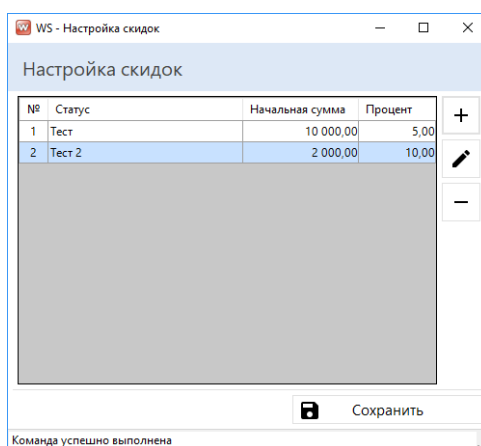 WS - Настройка скидок
Настройка скидок
№ Статус Начальная сумма Процент
1 Тест 10 000,00 5,00
2 Тест 2 2 000,00 10,00
Сохранить
Команда успешно выполнена